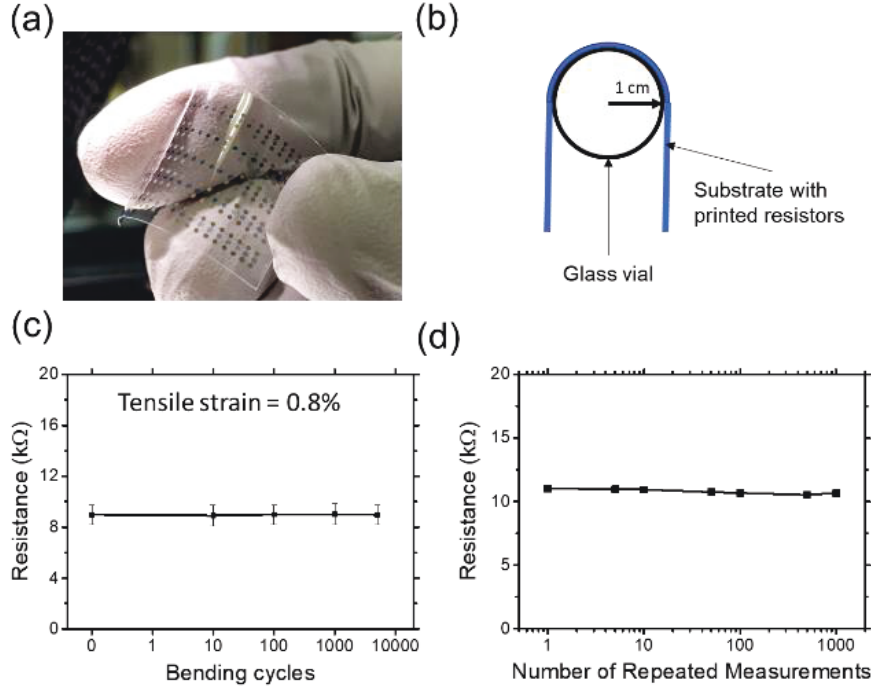 (a)
(b)
1 cm
Substrate with
printed resistors
Glass vial
(c)
Tensile strain = 0.8%
Resistance (kΩ)
20
16
12
8
4
0
0 1 10 100 1000 10000
Bending cycles
(d)
Resistance (kΩ)
20
15
10
5
0
1 10 100 1000
Number of Repeated Measurements